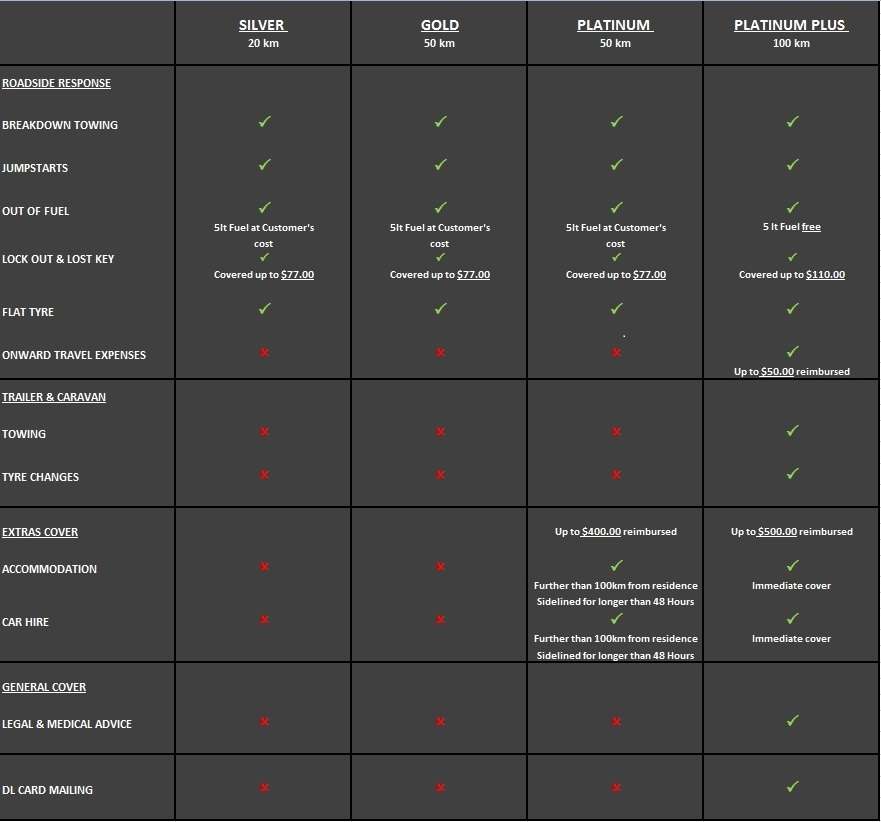 SILVER GOLD PLATINUM PLATINUM PLUS
20 km 50 km 50 km 100 km
ROADSIDE RESPONSE
BREAKDOWN TOWING ✓ ✓ ✓ ✓
JUMPSTARTS ✓ ✓ ✓ ✓
OUT OF FUEL ✓ ✓ ✓ ✓
5lt Fuel at Customer's 5lt Fuel at Customer's 5lt Fuel at Customer's 5 lt Fuel free
cost cost cost
LOCK OUT & LOST KEY ✓ ✓ ✓ ✓
Covered up to $77.00 Covered up to $77.00 Covered up to $77.00 Covered up to $110.00
FLAT TYRE ✓ ✓ ✓ ✓
.
ONWARD TRAVEL EXPENSES x x x ✓
Up to $50.00 reimbursed
TRAILER & CARAVAN
TOWING x x x ✓
TYRE CHANGES x x x ✓
EXTRAS COVER Up to $400.00 reimbursed Up to $500.00 reimbursed
ACCOMMODATION x x ✓ ✓
Further than 100km from residence Immediate cover
Sidelined for longer than 48 Hours
CAR HIRE x x ✓ ✓
Further than 100km from residence Immediate cover
Sidelined for longer than 48 Hours
GENERAL COVER
LEGAL & MEDICAL ADVICE x x x ✓
DL CARD MAILING x x x ✓